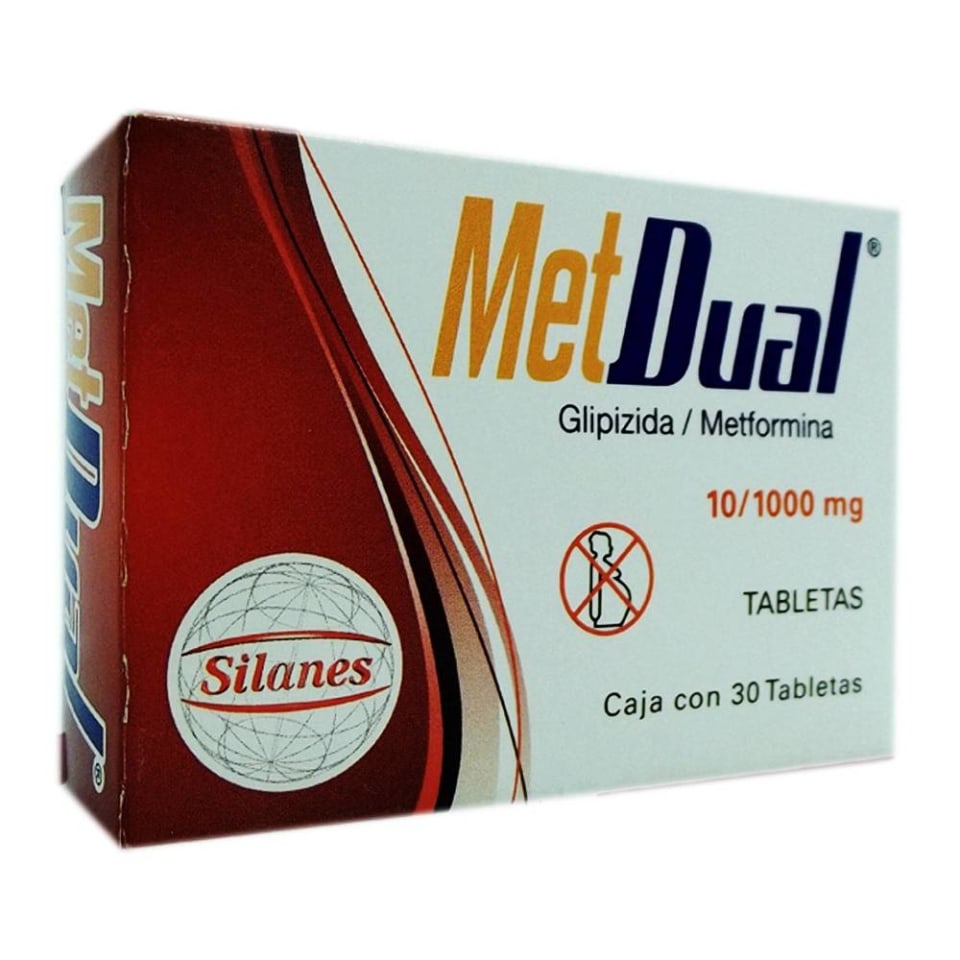 MetDual®
MetDual®
Glipizida / Metformina
10/1000 mg
TABLETAS
Caja con 30 Tabletas
Silanes